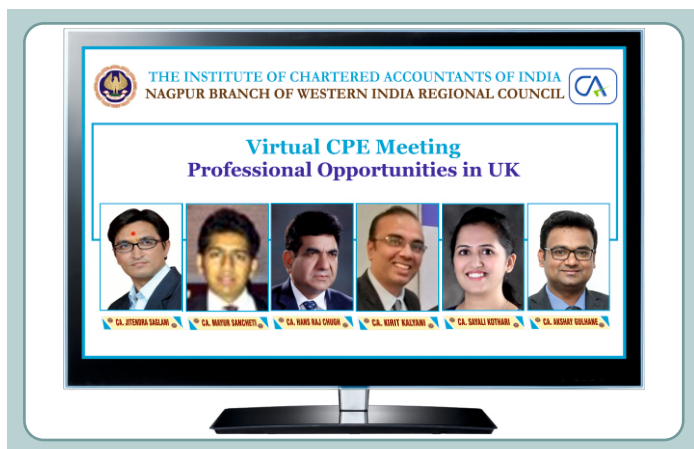 THE INSTITUTE OF CHARTERED ACCOUNTANTS OF INDIA
NAGPUR BRANCH OF WESTERN INDIA REGIONAL COUNCIL
CA
Virtual CPE Meeting
Professional Opportunities in UK
CA. JITENDRA SAGLANI
CA. MAYUR SANCHETI
CA. HANS RAJ CHUGH
CA. KIRIT KALYANI
CA. SAYALI KOTHARI
CA. AKSHAY GULHANE